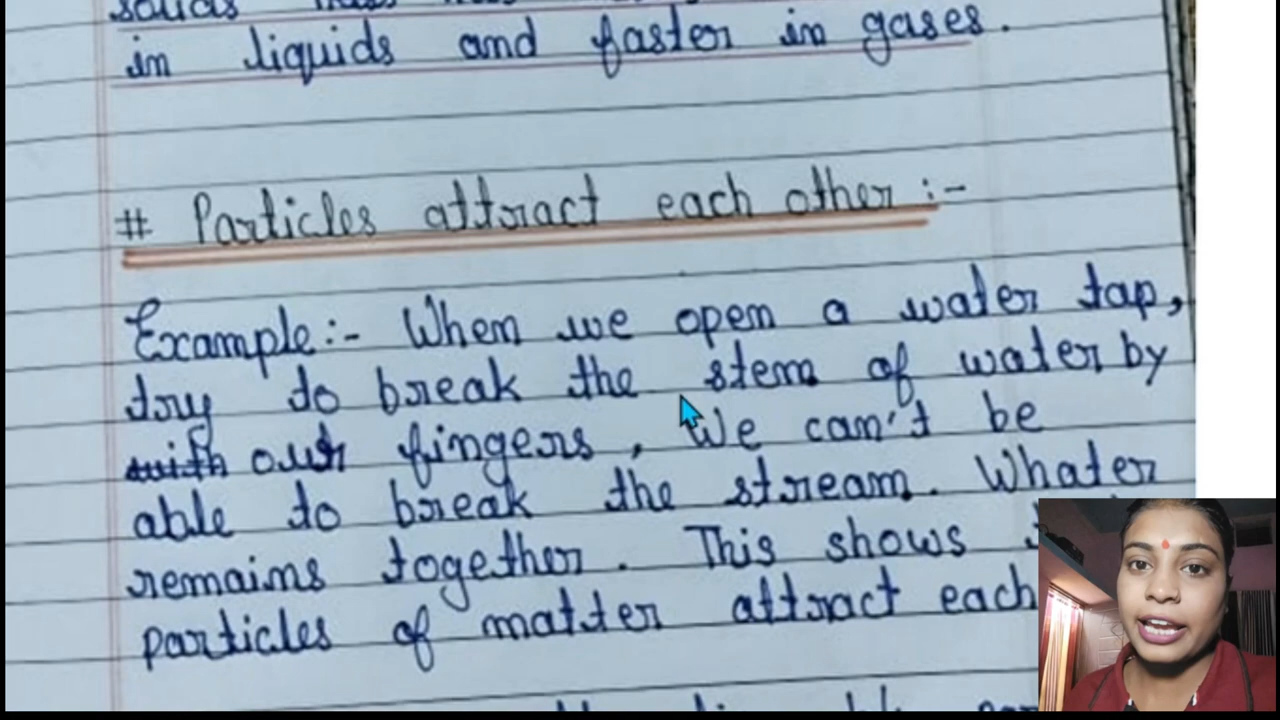 solids
in liquids and faster in gases.
# Particles attract each other :-
Example:- When we open a water tap,
try to break the stem of water by
with our fingers, We can't be
able to break the stream. Whater
remains together. This shows
particles of matter attract each